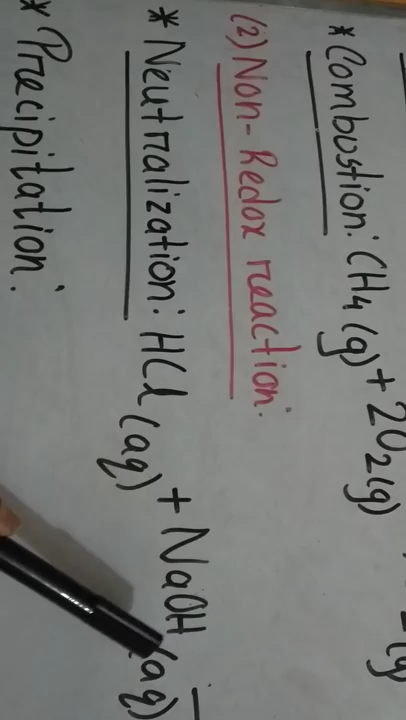 * Combustion: CH4(g) + 2O2(g)
(2) Non-Redox reaction:
* Neutralization: HCl(aq) + NaOH(aq)
* Precipitation: